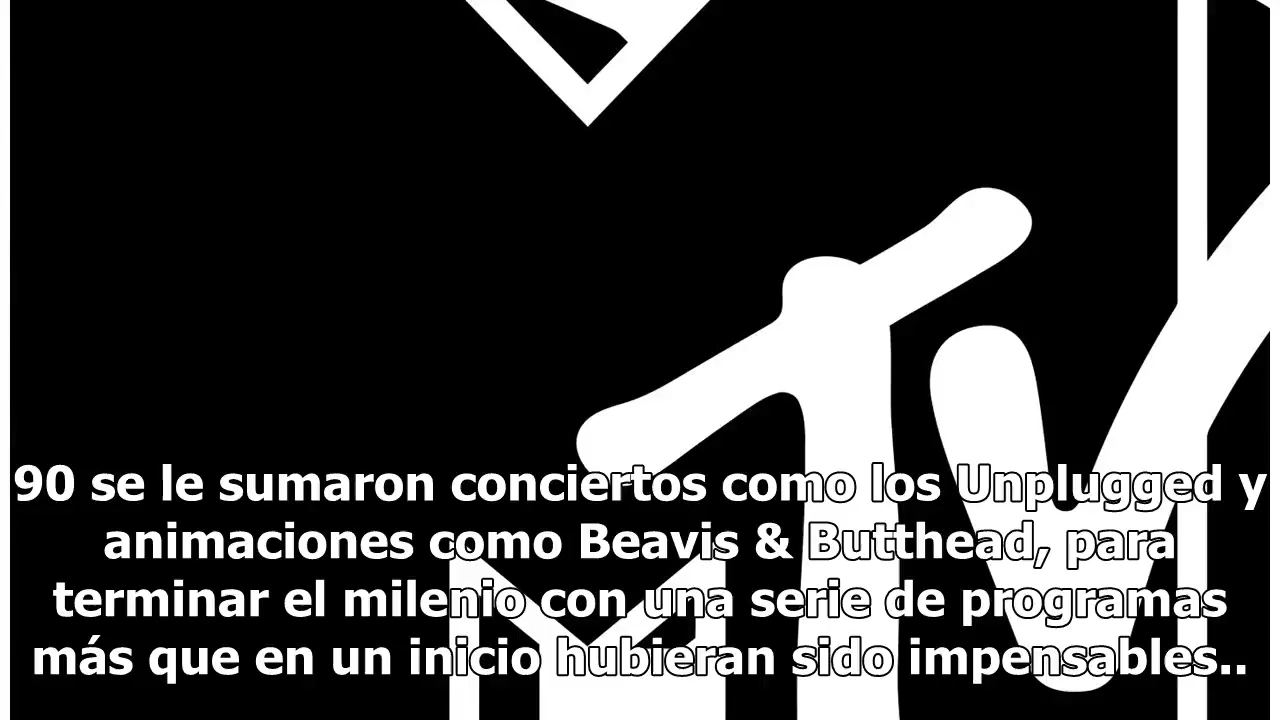 TV
90 se le sumaron conciertos como los Unplugged y
animaciones como Beavis & Butthead, para
terminar el milenio con una serie de programas
más que en un inicio hubieran sido impensables..